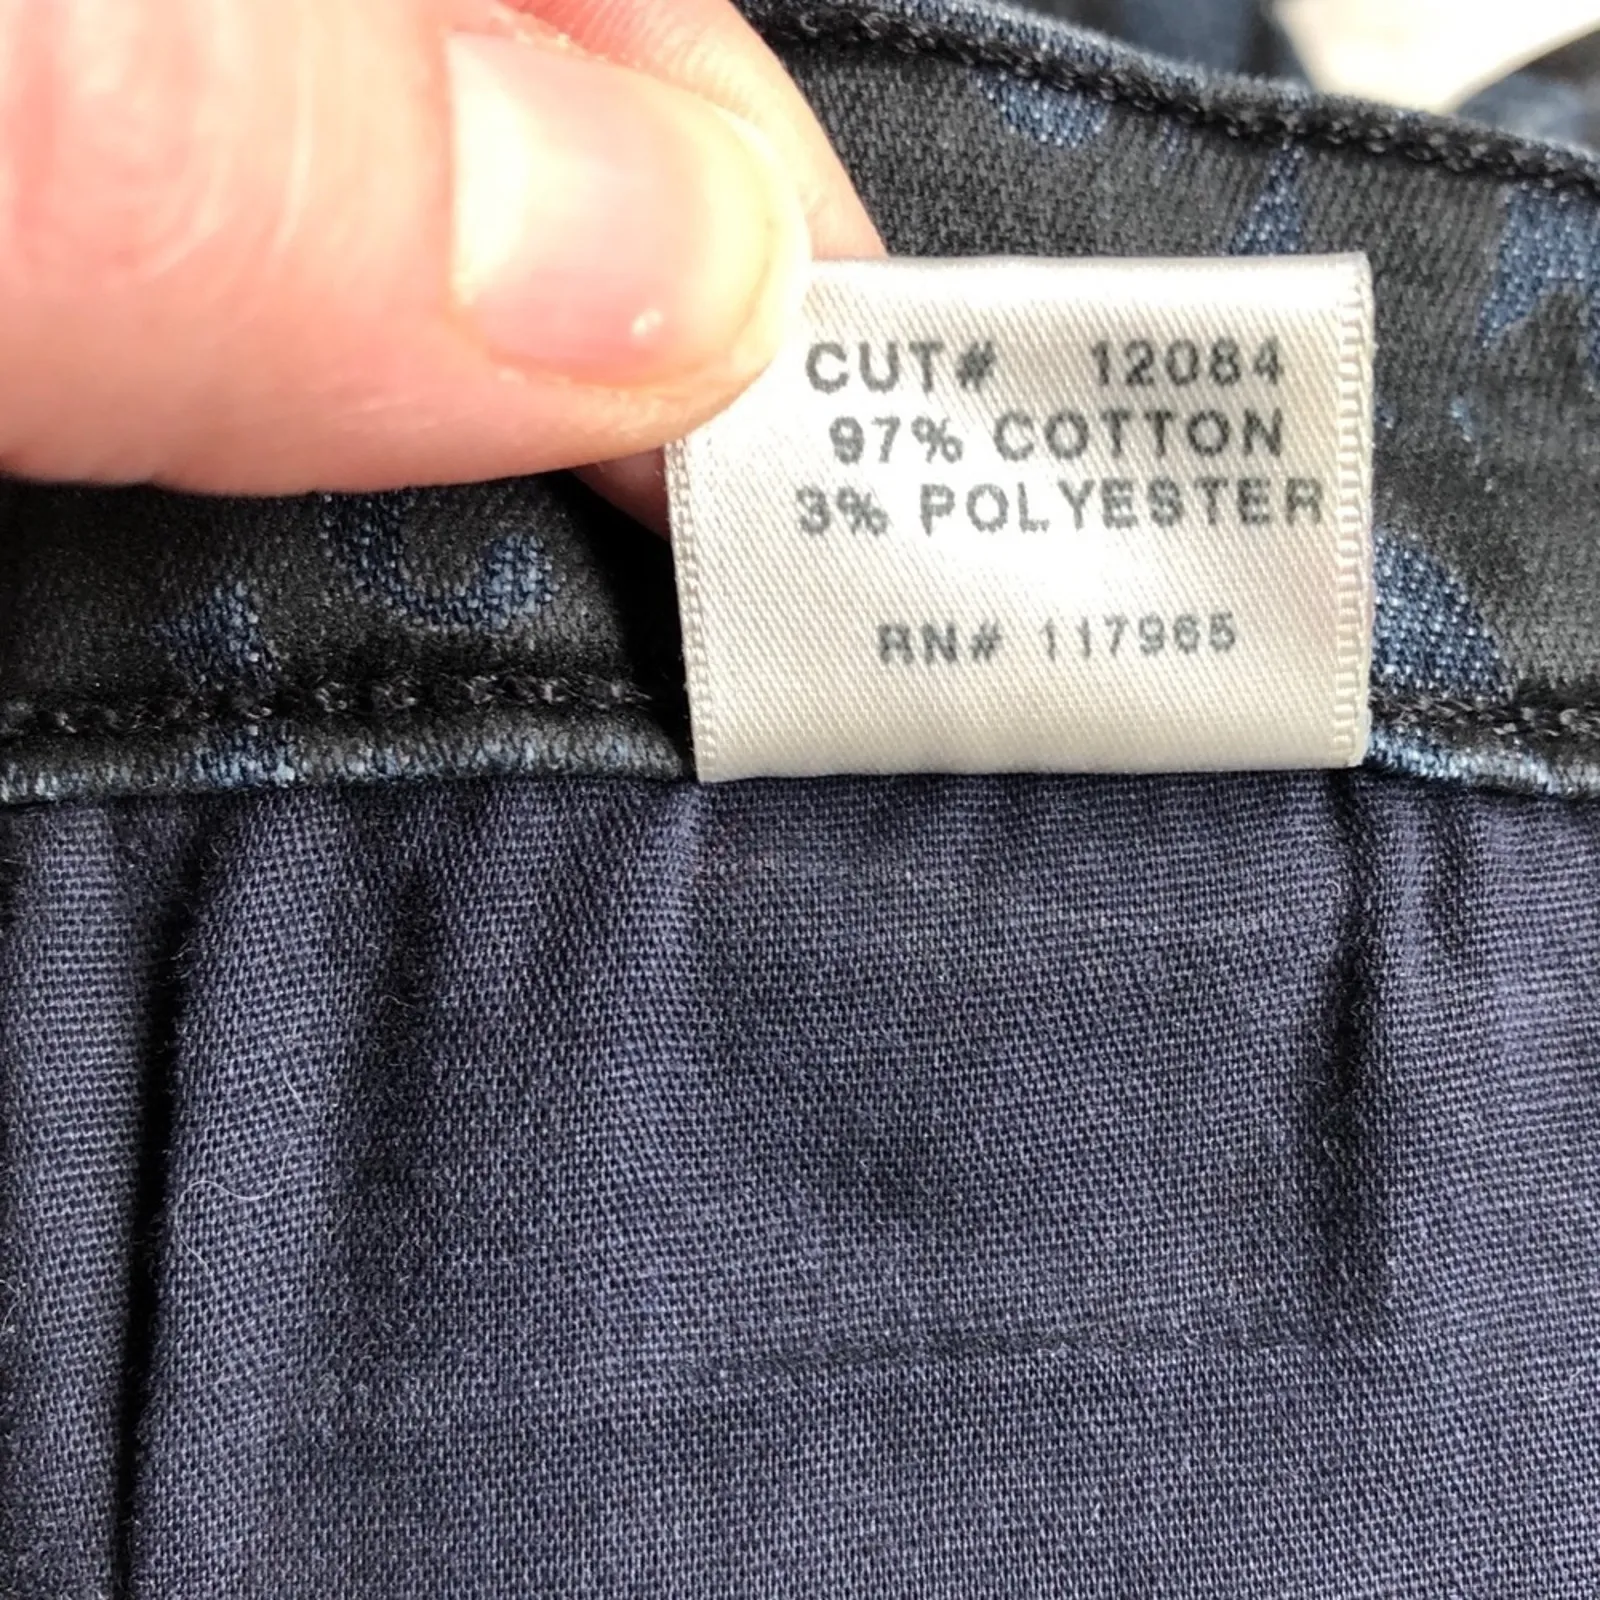 CUT# 12084
97% COTTON
3% POLYESTER
RN# 117965